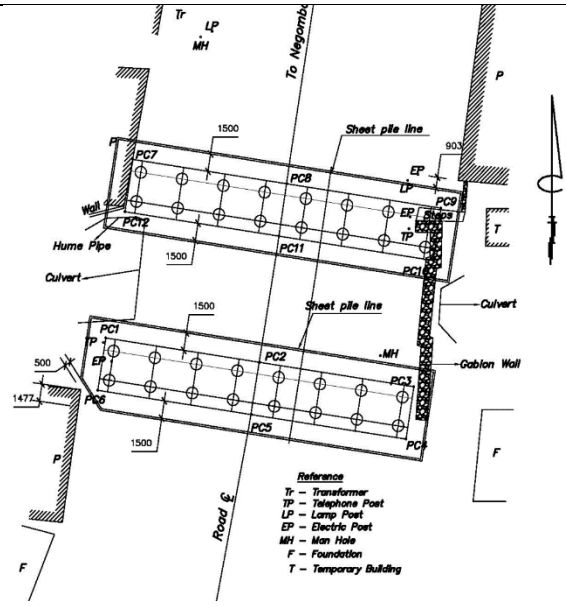 Tr
LP
MH
To Negombo
P
1500
Sheet pile line
903
P
PC7
PC8
EP
LP
PC9
Wall
EP
Steps
T
PC12
TP
Hume Pipe
PC11
PC10
1500
Culvert
Culvert
Sheet pile line
PC1
1500
TP
MH
Gabion Wall
500
EP
PC2
PC3
1477
PC6
PC4
PC5
1500
P
F
Reference
Tr - Transformer
TP - Telephone Post
LP - Lamp Post
EP - Electric Post
MH - Man Hole
F - Foundation
T - Temporary Building
Road ℄
F